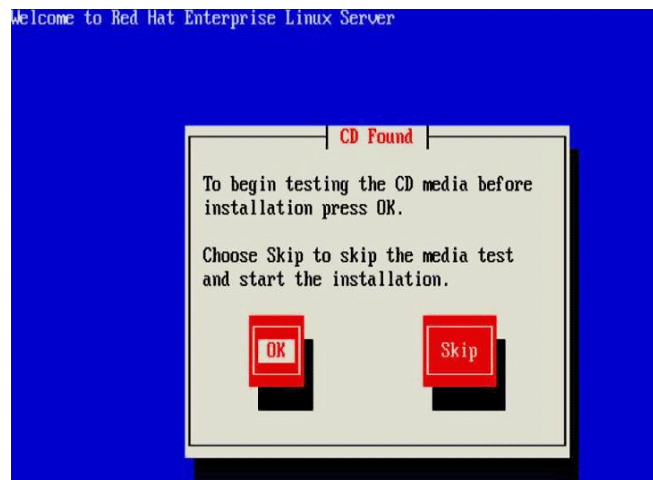 Welcome to Red Hat Enterprise Linux Server
CD Found
To begin testing the CD media before
installation press OK.
Choose Skip to skip the media test
and start the installation.
OK
Skip